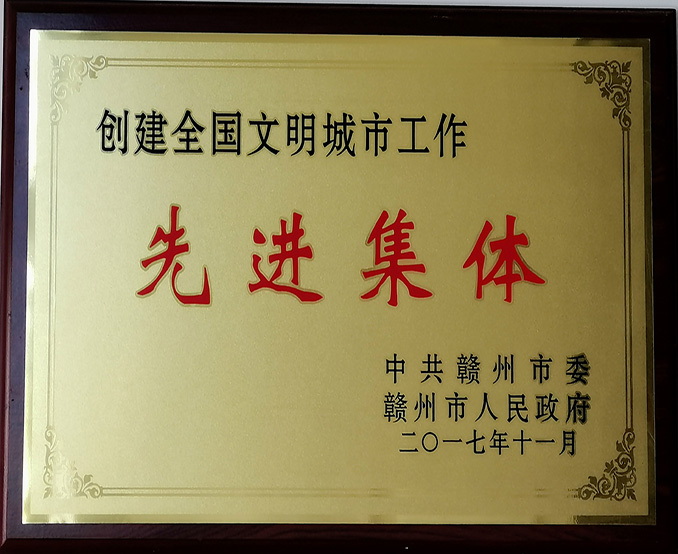 创建全国文明城市工作
先进集体
中共赣州市委
赣州市人民政府
二〇一七年十一月